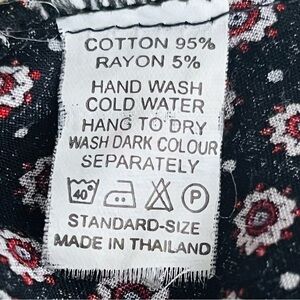 COTTON 95%
RAYON 5%
HAND WASH
COLD WATER
HANG TO DRY
WASH DARK COLOUR
SEPARATELY
40° P
STANDARD-SIZE
MADE IN THAILAND